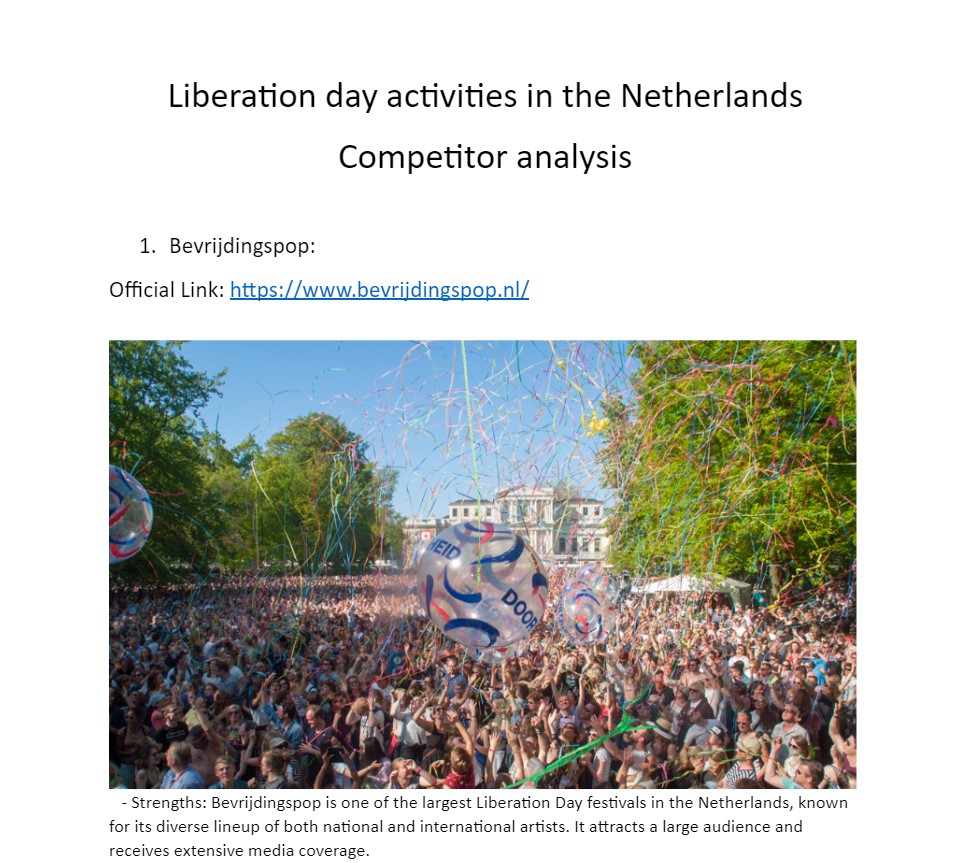 Liberation day activities in the Netherlands
Competitor analysis
1. Bevrijdingspop:
Official Link: https://www.bevrijdingspop.nl/
HEID
DOOR
- Strengths: Bevrijdingspop is one of the largest Liberation Day festivals in the Netherlands, known
for its diverse lineup of both national and international artists. It attracts a large audience and
receives extensive media coverage.